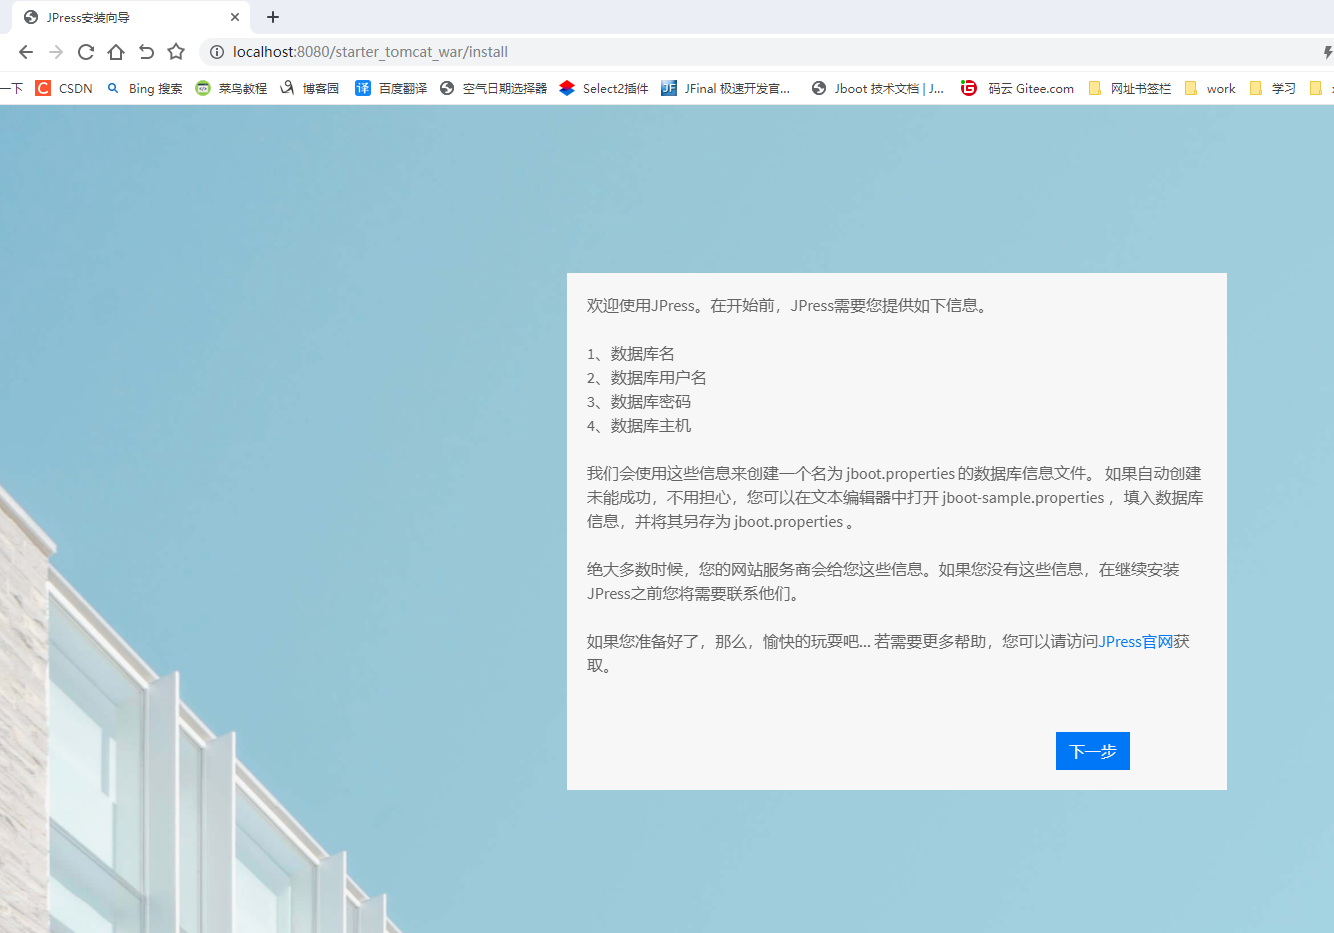 JPress安装向导
localhost:8080/starter_tomcat_war/install
一下 CSDN Bing 搜索 菜鸟教程 博客园 百度翻译 空气日期选择器 Select2插件 JFinal 极速开发官... Jboot 技术文档 | J... 码云 Gitee.com 网址书签栏 work 学习
欢迎使用JPress。在开始前，JPress需要您提供如下信息。
1、数据库名
2、数据库用户名
3、数据库密码
4、数据库主机
我们会使用这些信息来创建一个名为 jboot.properties 的数据库信息文件。 如果自动创建
未能成功，不用担心，您可以在文本编辑器中打开 jboot-sample.properties ，填入数据库
信息，并将其另存为 jboot.properties 。
绝大多数时候，您的网站服务商会给您这些信息。如果您没有这些信息，在继续安装
JPress之前您将需要联系他们。
如果您准备好了，那么，愉快的玩耍吧... 若需要更多帮助，您可以请访问JPress官网获
取。
下一步